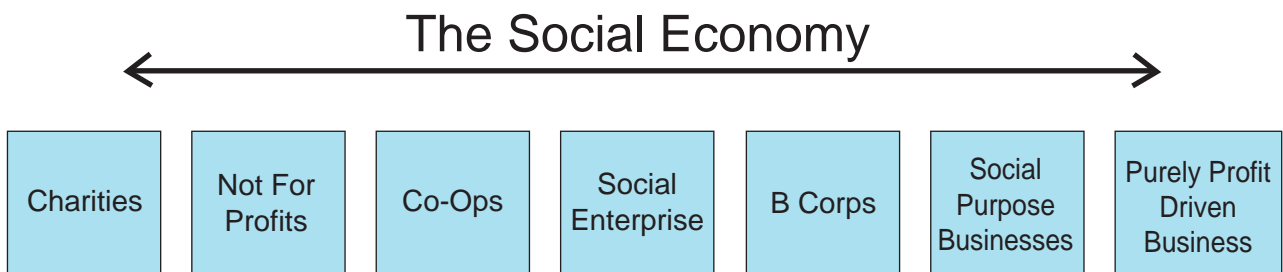 The Social Economy
Charities
Not For
Profits
Co-Ops
Social
Enterprise
B Corps
Social
Purpose
Businesses
Purely Profit
Driven
Business